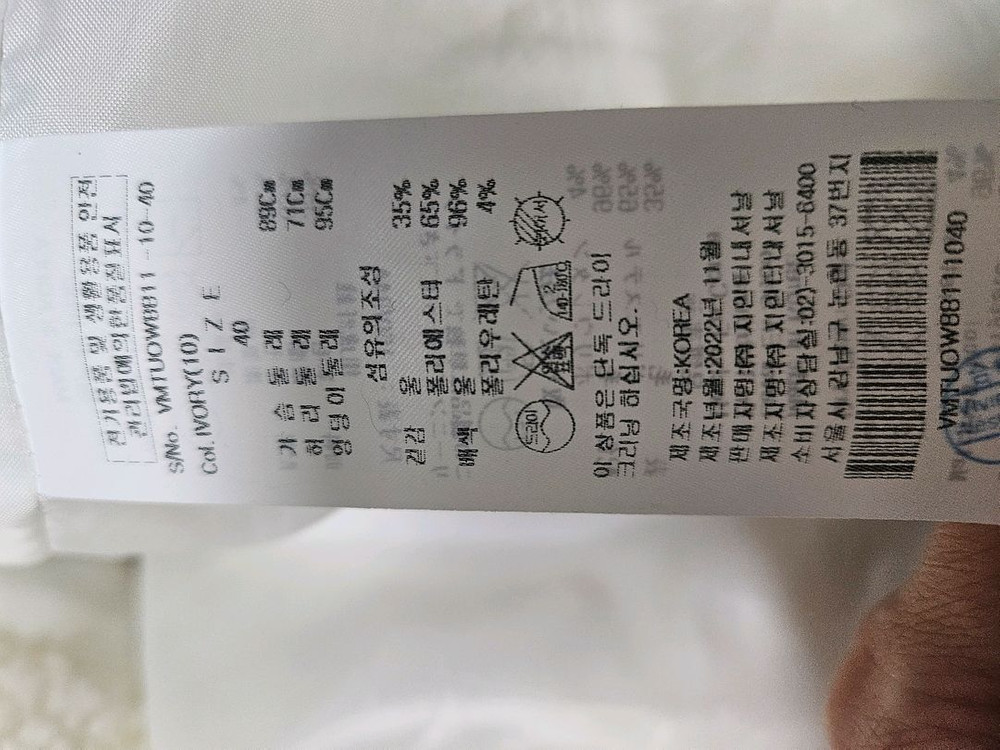 전기용품 및 생활용품 안전
관리법에의한 품질 표시
S/No. VMTUOW8811 -10-40
Col. IVORY(10)
S I Z E
40
가 슴 둘 래 89Cm
허 리 둘 래 71Cm
엉 덩 이 둘 레 95Cm
섬유의조성
겉감 울 35%
폴리에스터 65%
배색 울 96%
폴리우레탄 4%
드라이
이 상품은 단독 드라이
크리닝 하십시오.
제조국명:KOREA
제조년월:2022년 11월
판매자명:㈜ 지인터내셔날
제조자명:㈜ 지인터내셔날
소비자상담실:02)-3015-6400
서울시 강남구 논현동 37번지
VMTUOW88111040